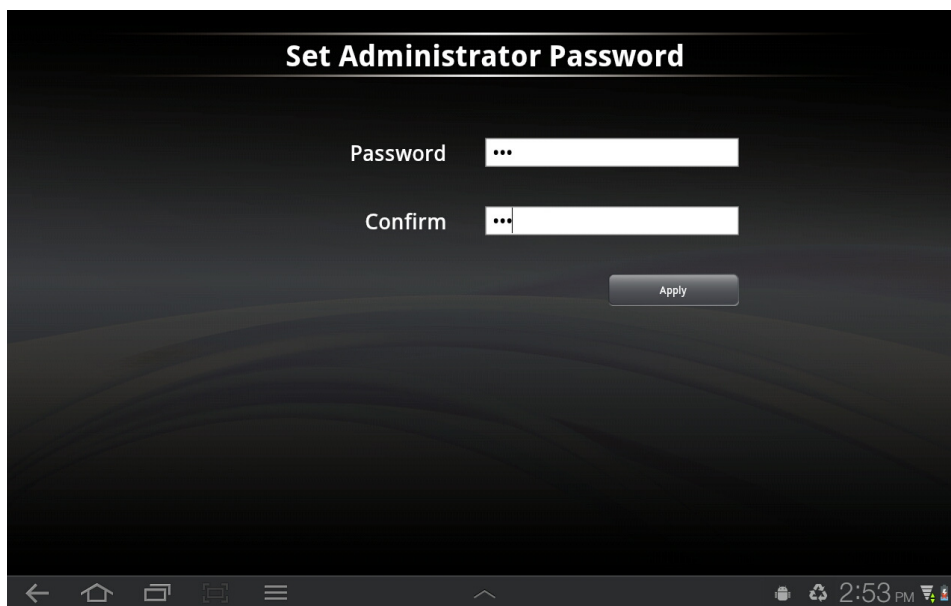 Set Administrator Password
Password •••
Confirm •••
Apply
2:53 PM